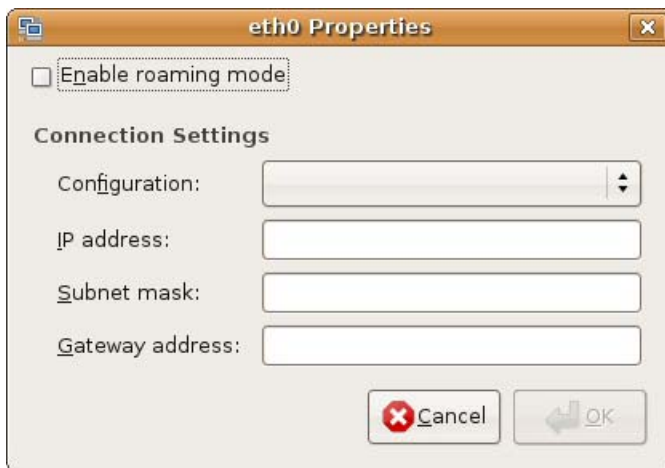 eth0 Properties
Enable roaming mode
Connection Settings
Configuration:
IP address:
Subnet mask:
Gateway address:
Cancel OK